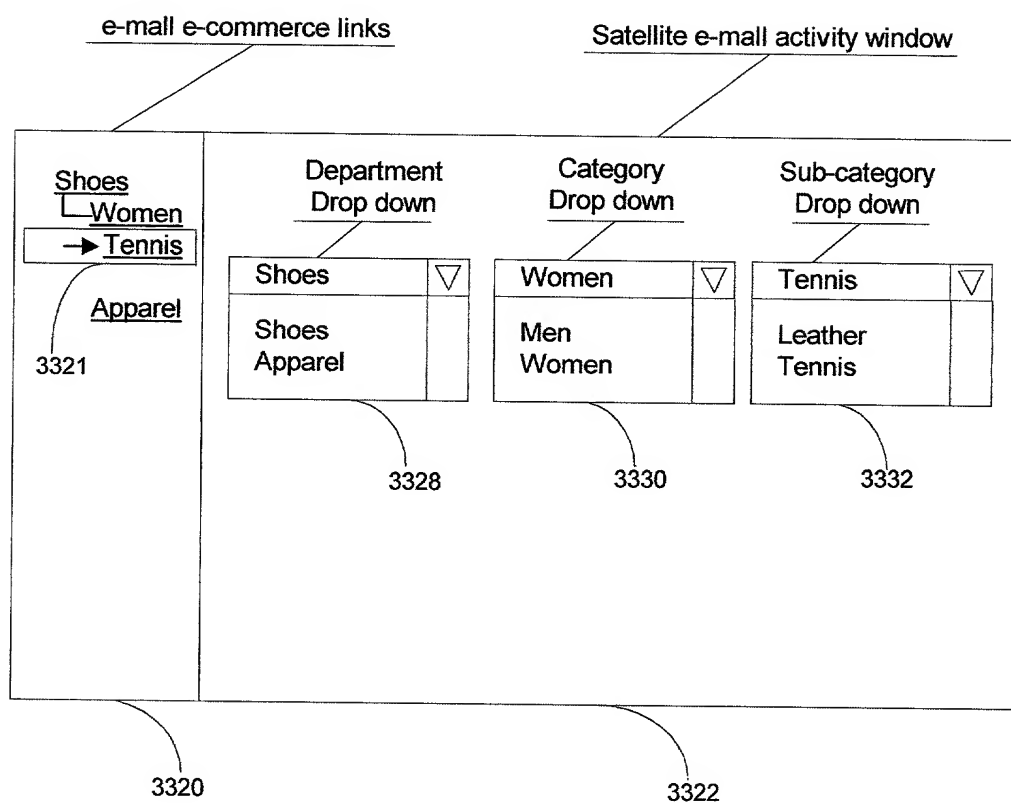 e-mall e-commerce links
Satellite e-mall activity window
Shoes
Women
Tennis
Apparel
3321
Department
Drop down
Category
Drop down
Sub-category
Drop down
Shoes
Women
Tennis
Shoes
Apparel
Men
Women
Leather
Tennis
3328
3330
3332
3320
3322